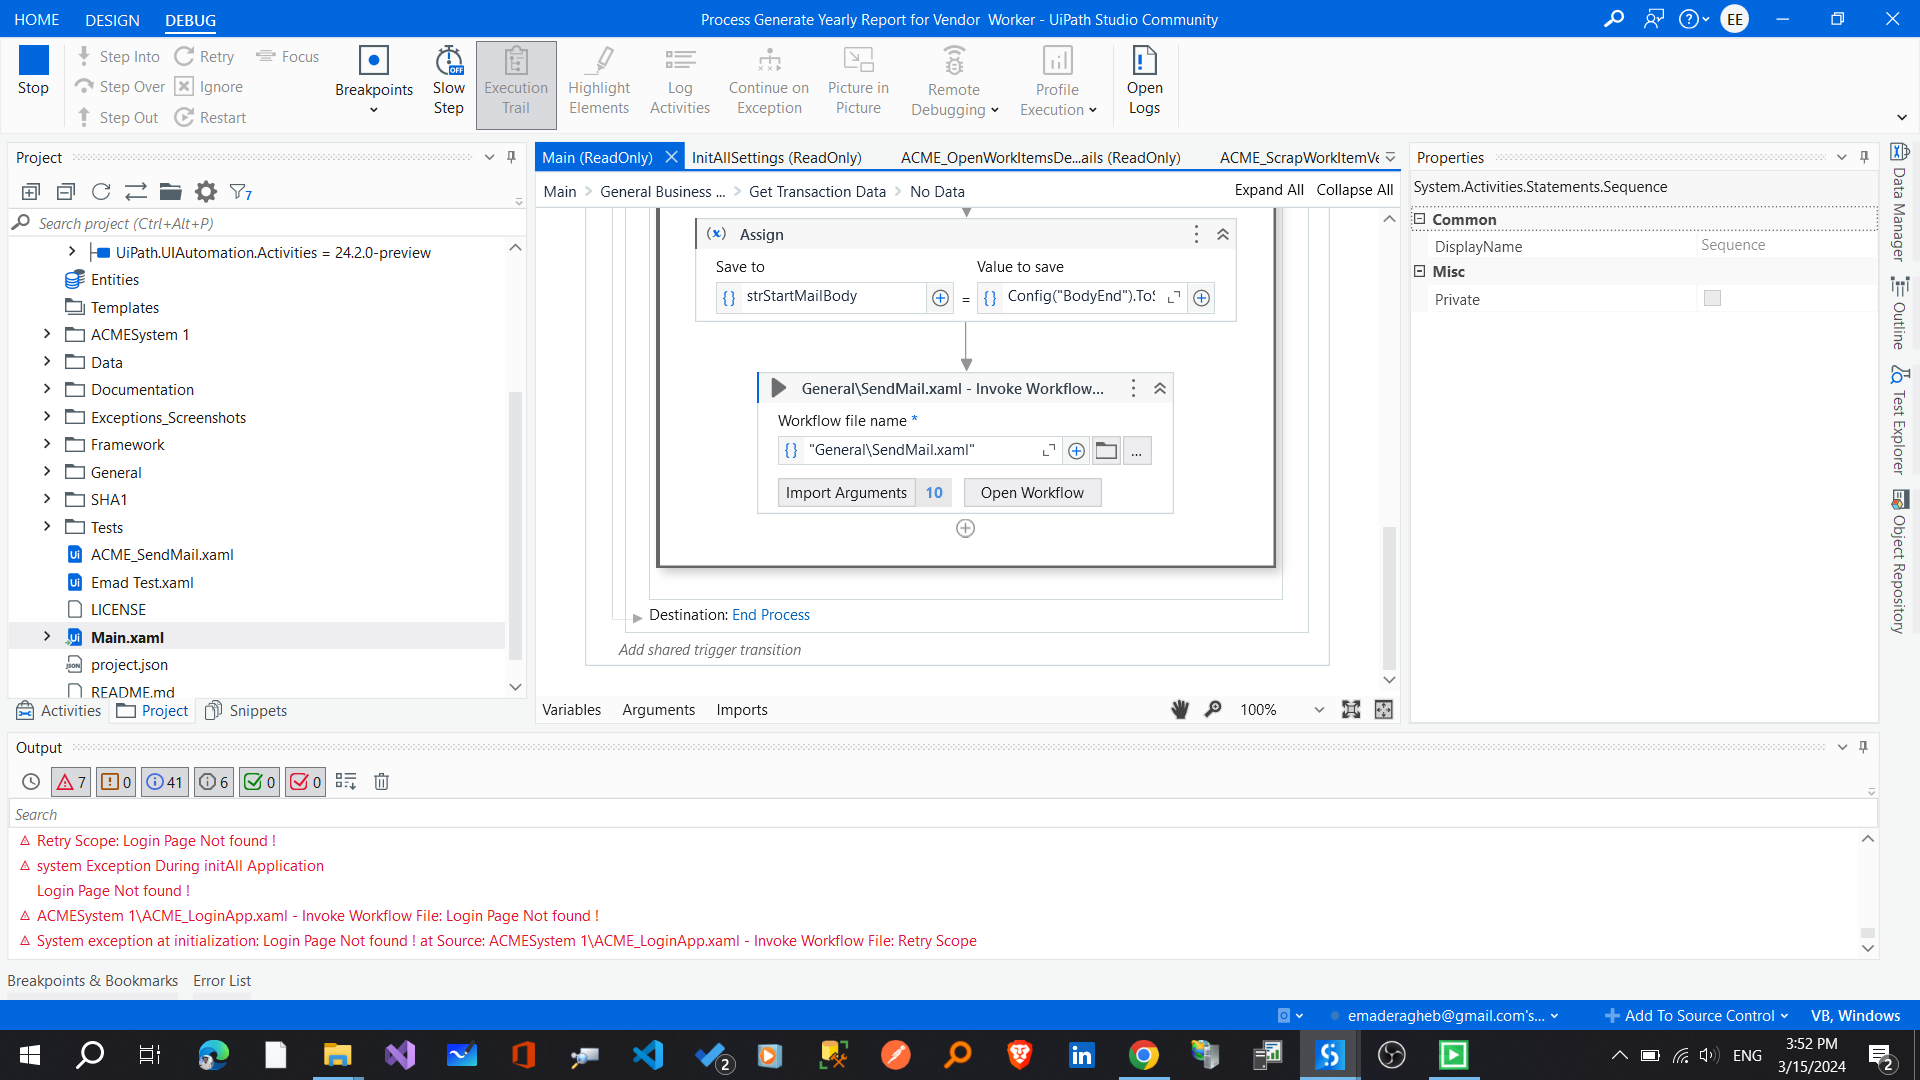 HOME DESIGN DEBUG Process Generate Yearly Report for Vendor  Worker - UiPath Studio Community EE
Stop
Step Into Retry Focus
Step Over Ignore
Step Out Restart
Breakpoints
Slow Step
OFF
Execution Trail
Highlight Elements
Log Activities
Continue on Exception
Picture in Picture
Remote Debugging
Profile Execution
Open Logs
Project
7
Search project (Ctrl+Alt+P)
UiPath.UIAutomation.Activities = 24.2.0-preview
Entities
Templates
ACMESystem 1
Data
Documentation
Exceptions_Screenshots
Framework
General
SHA1
Tests
ACME_SendMail.xaml
Emad Test.xaml
LICENSE
Main.xaml
project.json
README.md
Activities Project Snippets
Main (ReadOnly) InitAllSettings (ReadOnly) ACME_OpenWorkItemsDe...ails (ReadOnly) ACME_ScrapWorkItemVe
Main > General Business ... > Get Transaction Data > No Data Expand All Collapse All
(x) Assign
Save to Value to save
{} strStartMailBody = {} Config("BodyEnd").ToS
General\SendMail.xaml - Invoke Workflow...
Workflow file name *
{} "General\SendMail.xaml" ...
Import Arguments 10 Open Workflow
Destination: End Process
Add shared trigger transition
Variables Arguments Imports 100%
Properties
System.Activities.Statements.Sequence
Common
DisplayName Sequence
Misc
Private
Data Manager
Outline
Test Explorer
Object Repository
Output
7 0 41 6 0 0
Search
Retry Scope: Login Page Not found !
system Exception During initAll Application
Login Page Not found !
ACMESystem 1\ACME_LoginApp.xaml - Invoke Workflow File: Login Page Not found !
System exception at initialization: Login Page Not found ! at Source: ACMESystem 1\ACME_LoginApp.xaml - Invoke Workflow File: Retry Scope
Breakpoints & Bookmarks Error List
emaderagheb@gmail.com's... Add To Source Control VB, Windows
2 ENG 3:52 PM
3/15/2024 2